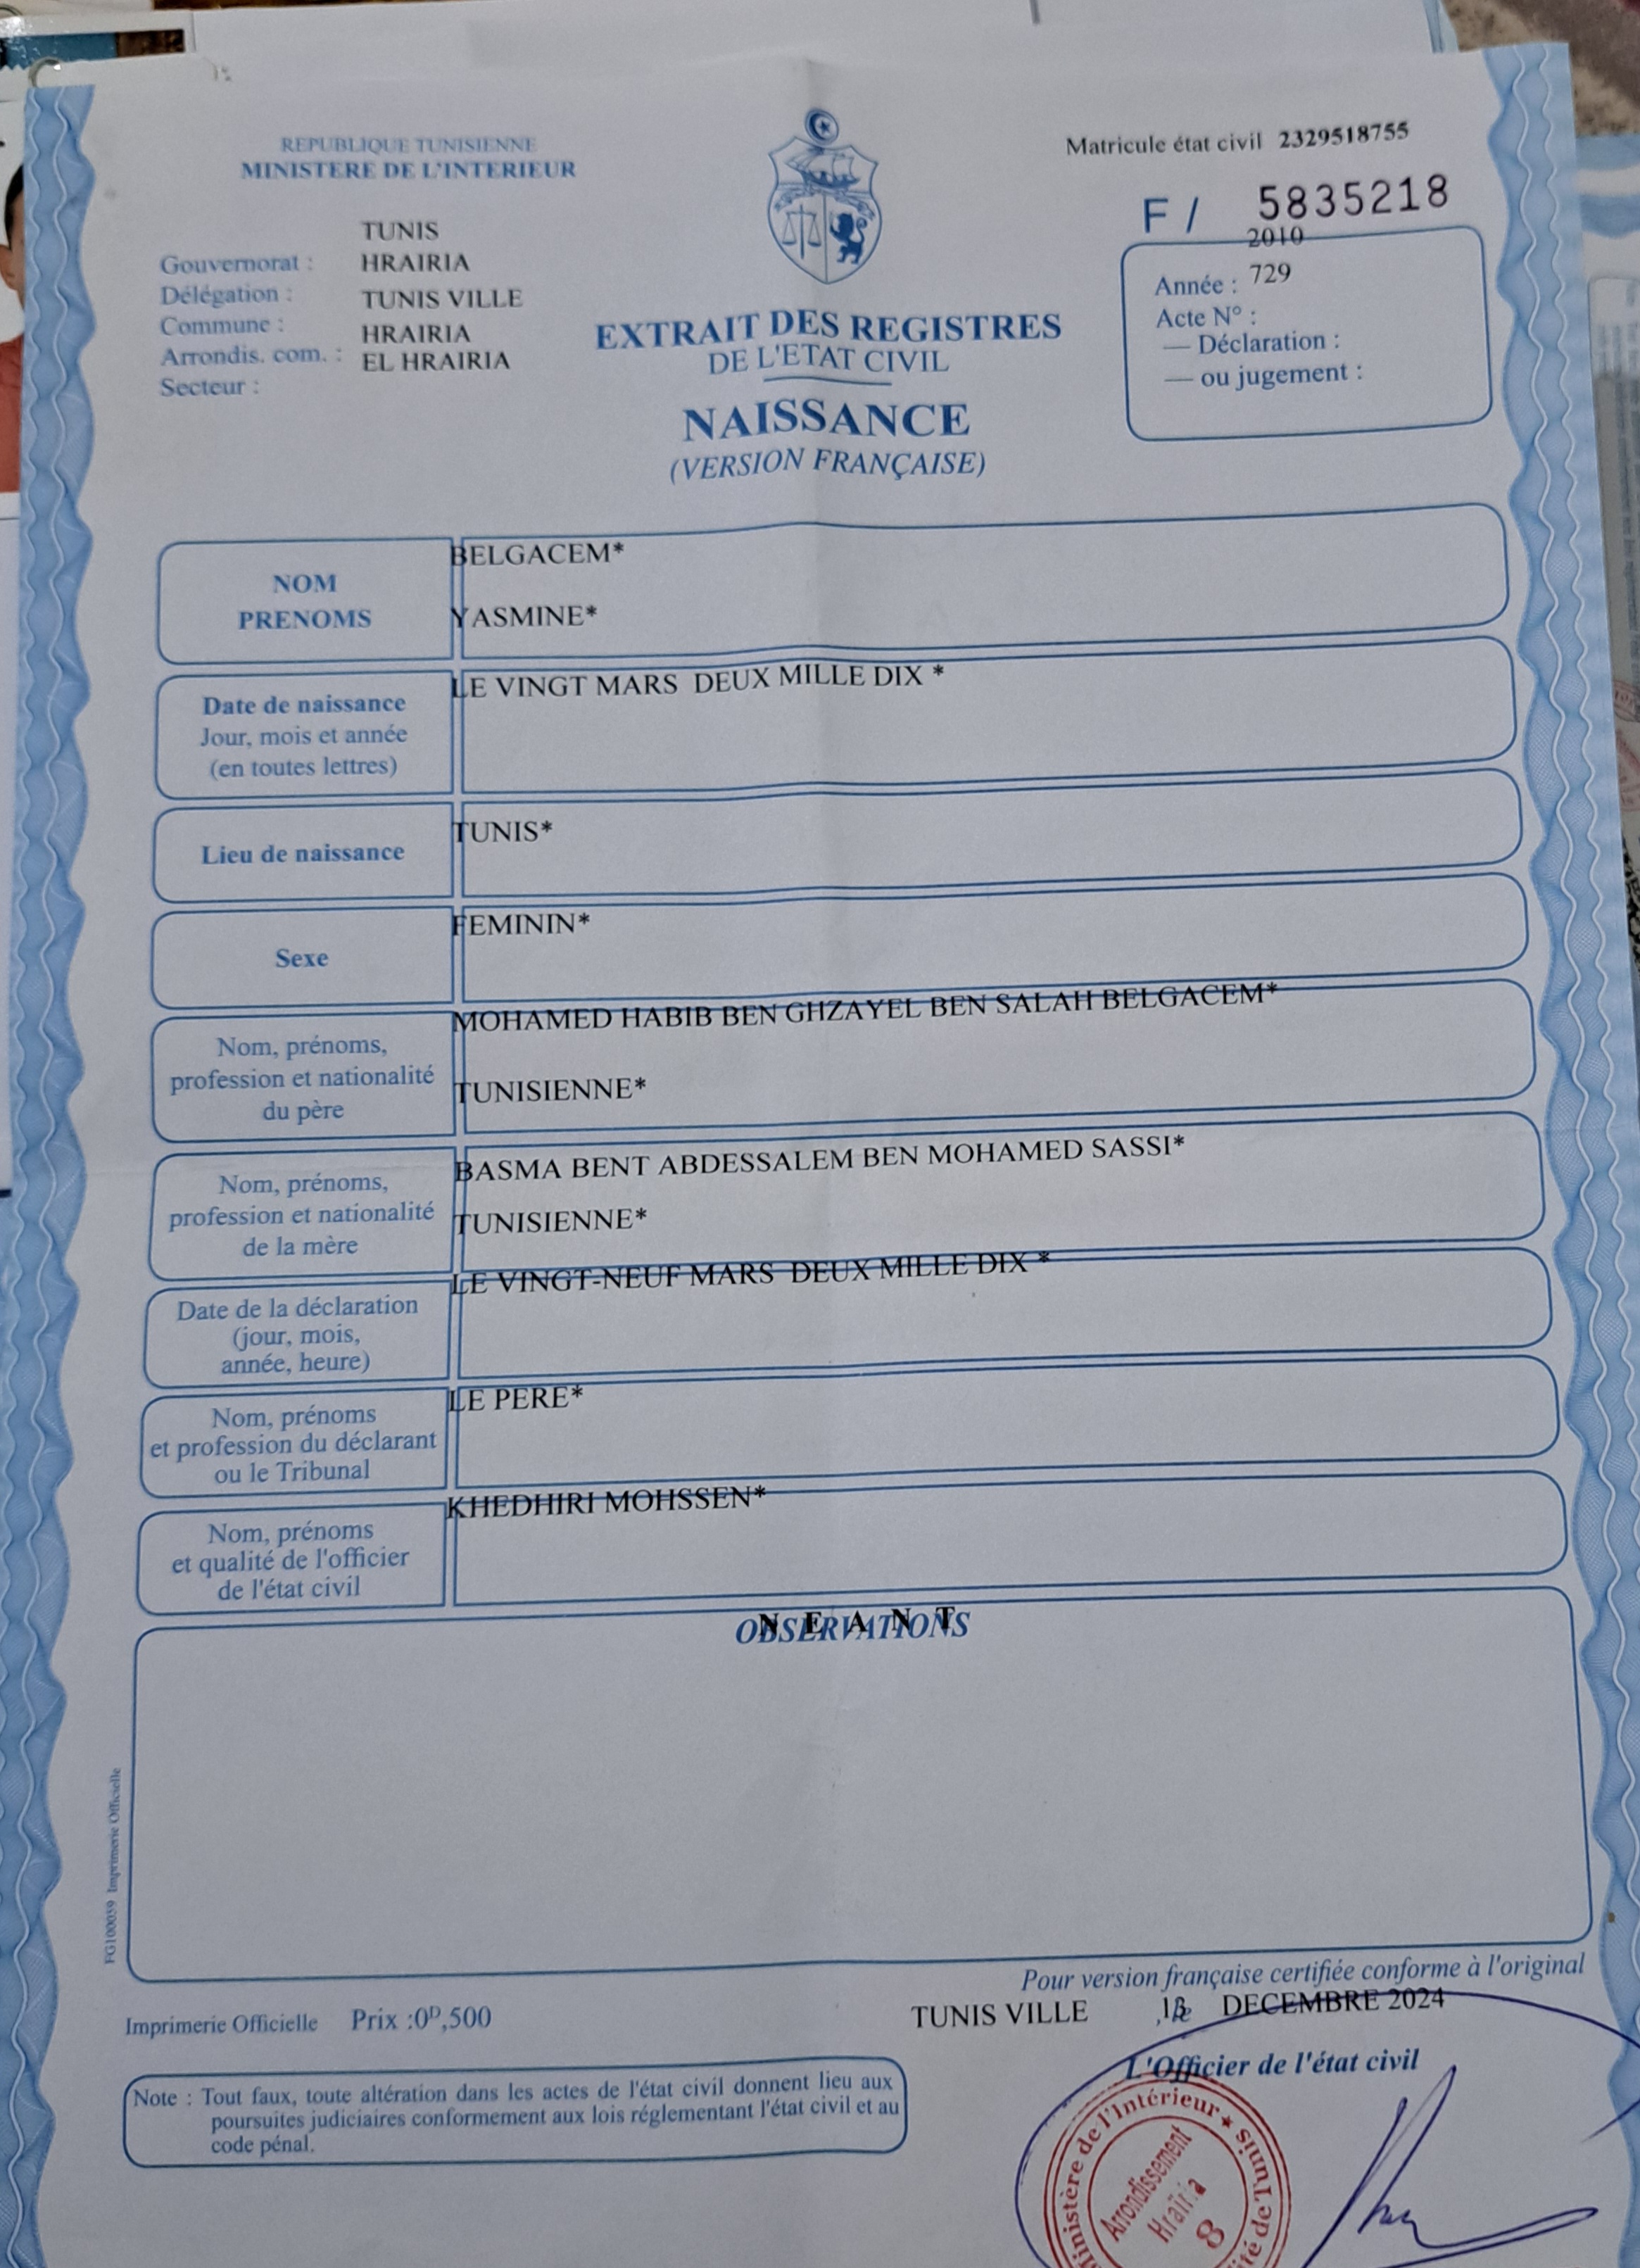 REPUBLIQUE TUNISIENNE
MINISTERE DE L'INTERIEUR
Matricule état civil 2329518755
F / 5835218
TUNIS
Gouvernorat : HRAIRIA
Délégation : TUNIS VILLE
Commune : HRAIRIA
Arrondis. com. : EL HRAIRIA
Secteur :
2010
Année : 729
Acte N° :
— Déclaration :
— ou jugement :
EXTRAIT DES REGISTRES
DE L'ETAT CIVIL
NAISSANCE
(VERSION FRANÇAISE)
NOM BELGACEM*
PRENOMS YASMINE*
Date de naissance LE VINGT MARS DEUX MILLE DIX *
Jour, mois et année
(en toutes lettres)
Lieu de naissance TUNIS*
Sexe FEMININ*
MOHAMED HABIB BEN GHZAYEL BEN SALAH BELGACEM*
Nom, prénoms,
profession et nationalité TUNISIENNE*
du père
BASMA BENT ABDESSALEM BEN MOHAMED SASSI*
Nom, prénoms,
profession et nationalité TUNISIENNE*
de la mère
LE VINGT-NEUF MARS DEUX MILLE DIX *
Date de la déclaration
(jour, mois,
année, heure)
LE PERE*
Nom, prénoms
et profession du déclarant
ou le Tribunal
KHEDHIRI MOHSSEN*
Nom, prénoms
et qualité de l'officier
de l'état civil
OBSERVATIONS
N E A N T
FG100059 Imprimerie Officielle
Pour version française certifiée conforme à l'original
Imprimerie Officielle Prix :0D,500
TUNIS VILLE DECEMBRE 2024
L'Officier de l'état civil
Note : Tout faux, toute altération dans les actes de l'état civil donnent lieu aux
poursuites judiciaires conformement aux lois réglementant l'état civil et au
code pénal.
Ministère de l'Intérieur ★
de Tunis
Arrondissement
Hraïria
8